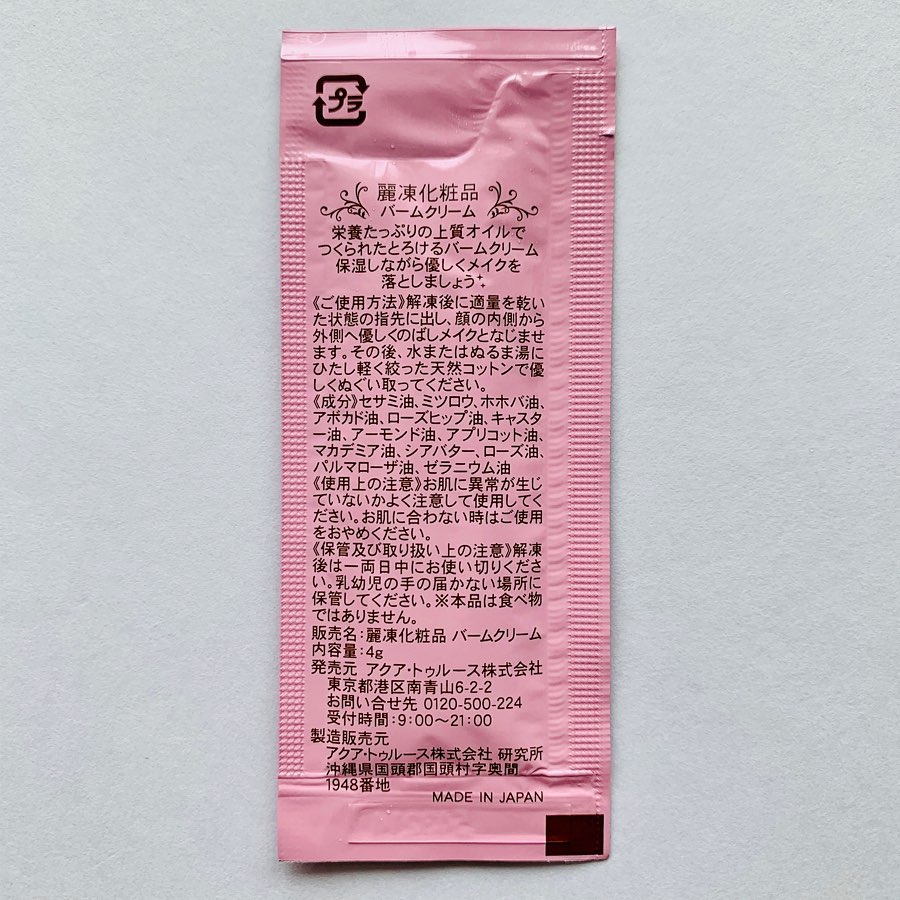 プラ
麗凍化粧品
バームクリーム
栄養たっぷりの上質オイルで
つくられたとろけるバームクリーム
保湿しながら優しくメイクを
落としましょう
《ご使用方法》解凍後に適量を乾い
た状態の指先に出し、顔の内側から
外側へ優しくのばしメイクとなじませ
ます。その後、水またはぬるま湯に
ひたし軽く絞った天然コットンで優
しくぬぐい取ってください。
《成分》セサミ油、ミツロウ、ホホバ油、
アボカド油、ローズヒップ油、キャスタ
ー油、アーモンド油、アプリコット油、
マカデミア油、シアバター、ローズ油、
パルマローザ油、ゼラニウム油
《使用上の注意》お肌に異常が生じ
ていないかよく注意して使用してく
ださい。お肌に合わない時はご使用
をおやめください。
《保管及び取り扱い上の注意》解凍
後は一両日中にお使い切りくださ
い。乳幼児の手の届かない場所に
保管してください。※本品は食べ物
ではありません。
販売名:麗凍化粧品 バームクリーム
内容量:4g
発売元 アクア・トゥルース株式会社
東京都港区南青山6-2-2
お問い合せ先 0120-500-224
受付時間:9:00～21:00
製造販売元
アクア・トゥルース株式会社 研究所
沖縄県国頭郡国頭村字奥間
1948番地
MADE IN JAPAN